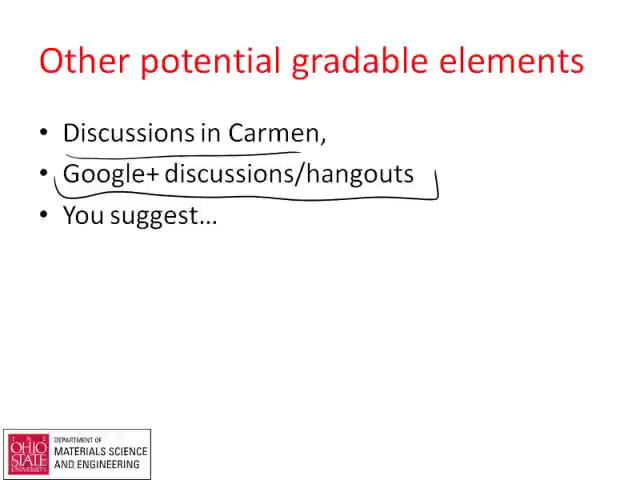 Other potential gradable elements
• Discussions in Carmen,
• Google+ discussions/hangouts
• You suggest...
THE
OHIO
STATE
UNIVERSITY
DEPARTMENT OF
MATERIALS SCIENCE
AND ENGINEERING